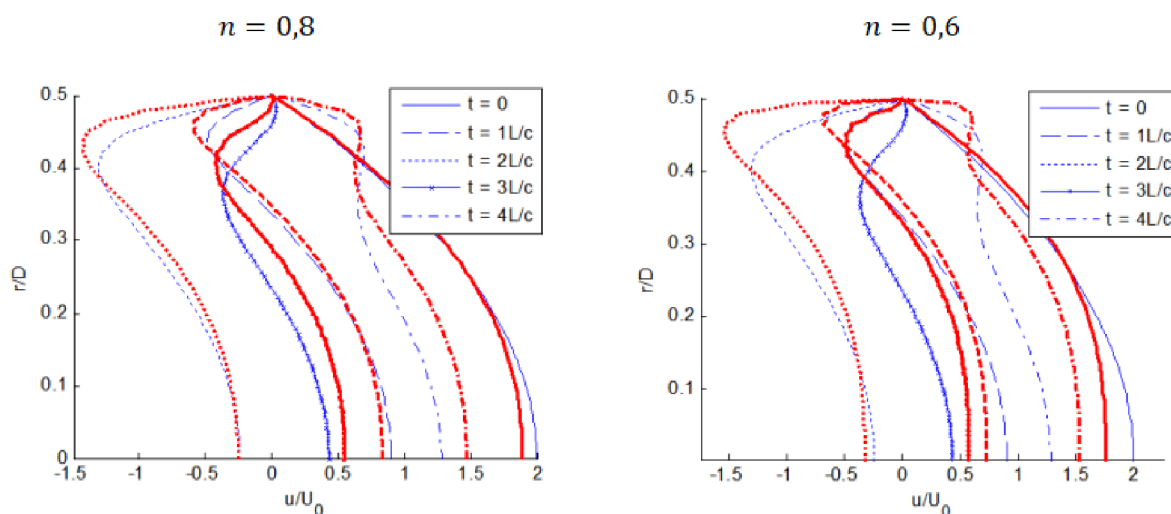 n = 0,8
0.5
0.4
0.3
0.2
0.1
0
r/D
-1.5 -1 -0.5 0 0.5 1 1.5 2
u/U0
t = 0
t = 1L/c
t = 2L/c
t = 3L/c
t = 4L/c
n = 0,6
0.5
0.4
0.3
0.2
0.1
r/D
-1.5 -1 -0.5 0 0.5 1 1.5 2
u/U0
t = 0
t = 1L/c
t = 2L/c
t = 3L/c
t = 4L/c